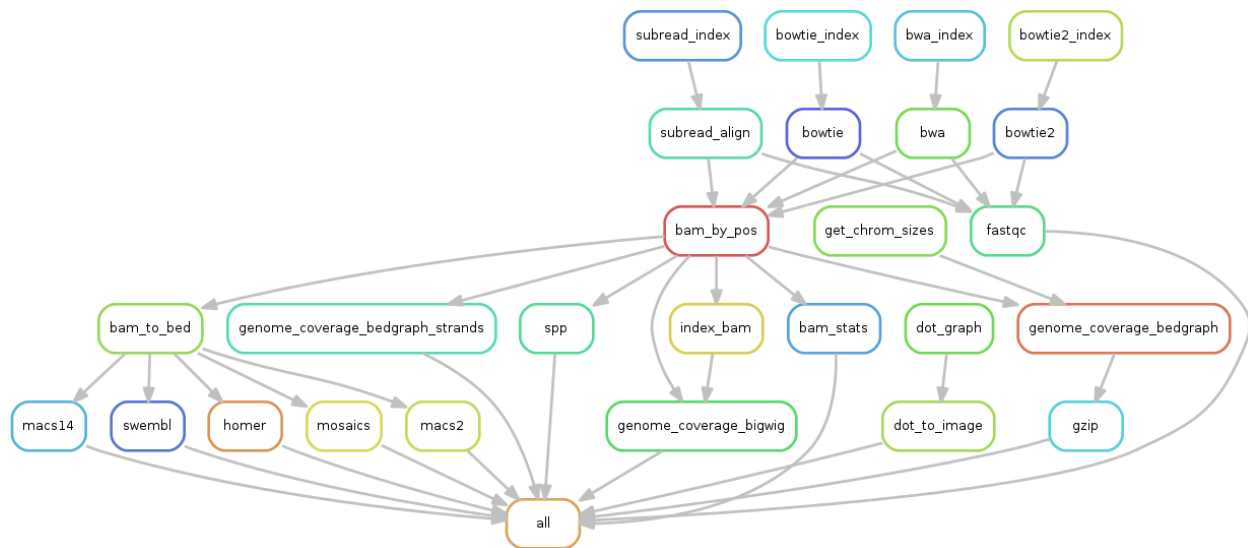 subread_index
bowtie_index
bwa_index
bowtie2_index
subread_align
bowtie
bwa
bowtie2
bam_by_pos
get_chrom_sizes
fastqc
bam_to_bed
genome_coverage_bedgraph_strands
spp
index_bam
bam_stats
dot_graph
genome_coverage_bedgraph
macs14
swembl
homer
mosaics
macs2
genome_coverage_bigwig
dot_to_image
gzip
all